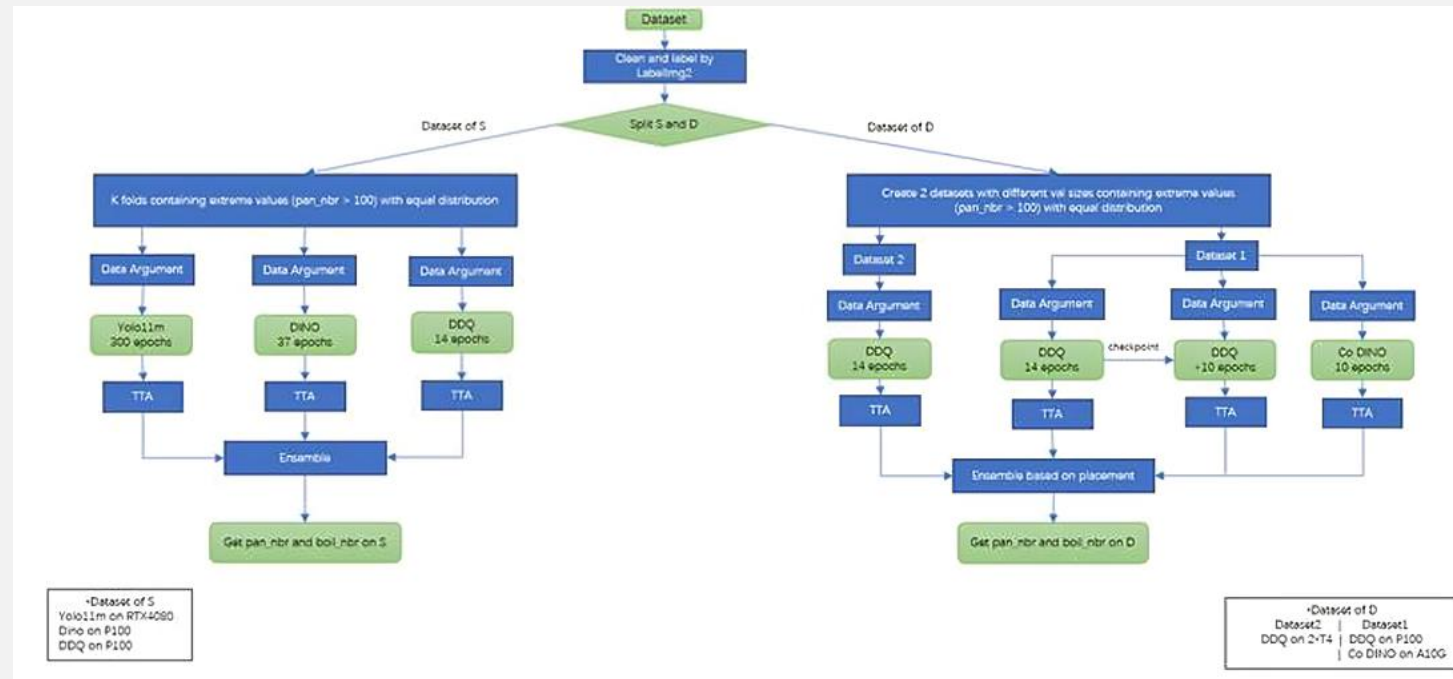 Dataset
Clean and label by
LabelImg2
Split S and D
Dataset of S
Dataset of D
K folds containing extreme values (pan_nbr > 100) with equal distribution
Data Argument
Data Argument
Data Argument
Yolo11m
300 epochs
DINO
37 epochs
DDQ
14 epochs
TTA
TTA
TTA
Ensemble
Get pan_nbr and boil_nbr on S
Create 2 datasets with different val sizes containing extreme values
(pan_nbr > 100) with equal distribution
Dataset 2
Dataset 1
Data Argument
Data Argument
Data Argument
Data Argument
DDQ
14 epochs
DDQ
14 epochs
checkpoint
DDQ
+10 epochs
Co DINO
10 epochs
TTA
TTA
TTA
TTA
Ensemble based on placement
Get pan_nbr and boil_nbr on D
•Dataset of S
Yolo11m on RTX4080
Dino on P100
DDQ on P100
•Dataset of D
Dataset2 | Dataset1
DDQ on 2*T4 | DDQ on P100
| Co DINO on A10G